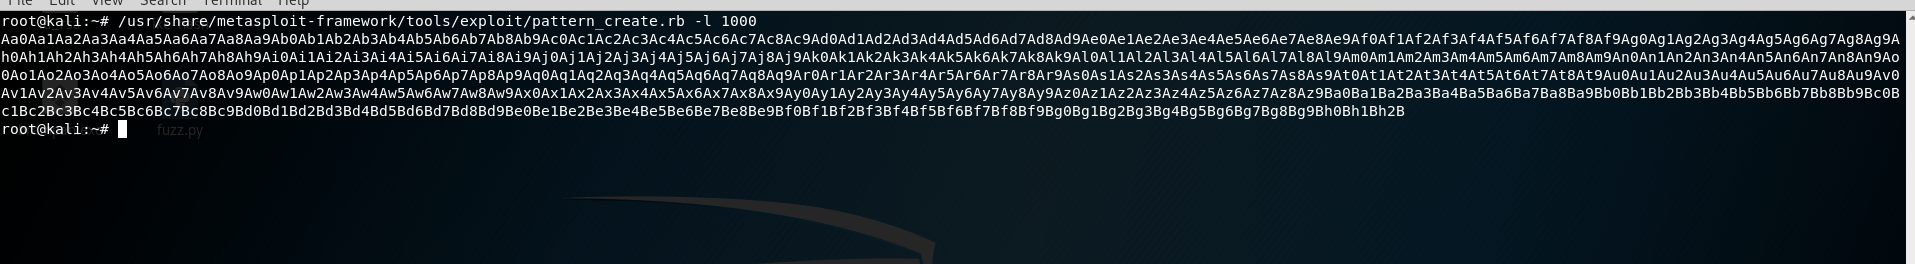 File Edit View Search Terminal Help
root@kali:~# /usr/share/metasploit-framework/tools/exploit/pattern_create.rb -l 1000
Aa0Aa1Aa2Aa3Aa4Aa5Aa6Aa7Aa8Aa9Ab0Ab1Ab2Ab3Ab4Ab5Ab6Ab7Ab8Ab9Ac0Ac1Ac2Ac3Ac4Ac5Ac6Ac7Ac8Ac9Ad0Ad1Ad2Ad3Ad4Ad5Ad6Ad7Ad8Ad9Ae0Ae1Ae2Ae3Ae4Ae5Ae6Ae7Ae8Ae9Af0Af1Af2Af3Af4Af5Af6Af7Af8Af9Ag0Ag1Ag2Ag3Ag4Ag5Ag6Ag7Ag8Ag9A
h0Ah1Ah2Ah3Ah4Ah5Ah6Ah7Ah8Ah9Ai0Ai1Ai2Ai3Ai4Ai5Ai6Ai7Ai8Ai9Aj0Aj1Aj2Aj3Aj4Aj5Aj6Aj7Aj8Aj9Ak0Ak1Ak2Ak3Ak4Ak5Ak6Ak7Ak8Ak9Al0Al1Al2Al3Al4Al5Al6Al7Al8Al9Am0Am1Am2Am3Am4Am5Am6Am7Am8Am9An0An1An2An3An4An5An6An7An8An9Ao
0Ao1Ao2Ao3Ao4Ao5Ao6Ao7Ao8Ao9Ap0Ap1Ap2Ap3Ap4Ap5Ap6Ap7Ap8Ap9Aq0Aq1Aq2Aq3Aq4Aq5Aq6Aq7Aq8Aq9Ar0Ar1Ar2Ar3Ar4Ar5Ar6Ar7Ar8Ar9As0As1As2As3As4As5As6As7As8As9At0At1At2At3At4At5At6At7At8At9Au0Au1Au2Au3Au4Au5Au6Au7Au8Au9Av0
Av1Av2Av3Av4Av5Av6Av7Av8Av9Aw0Aw1Aw2Aw3Aw4Aw5Aw6Aw7Aw8Aw9Ax0Ax1Ax2Ax3Ax4Ax5Ax6Ax7Ax8Ax9Ay0Ay1Ay2Ay3Ay4Ay5Ay6Ay7Ay8Ay9Az0Az1Az2Az3Az4Az5Az6Az7Az8Az9Ba0Ba1Ba2Ba3Ba4Ba5Ba6Ba7Ba8Ba9Bb0Bb1Bb2Bb3Bb4Bb5Bb6Bb7Bb8Bb9Bc0B
c1Bc2Bc3Bc4Bc5Bc6Bc7Bc8Bc9Bd0Bd1Bd2Bd3Bd4Bd5Bd6Bd7Bd8Bd9Be0Be1Be2Be3Be4Be5Be6Be7Be8Be9Bf0Bf1Bf2Bf3Bf4Bf5Bf6Bf7Bf8Bf9Bg0Bg1Bg2Bg3Bg4Bg5Bg6Bg7Bg8Bg9Bh0Bh1Bh2B
root@kali:~# fuzz.py